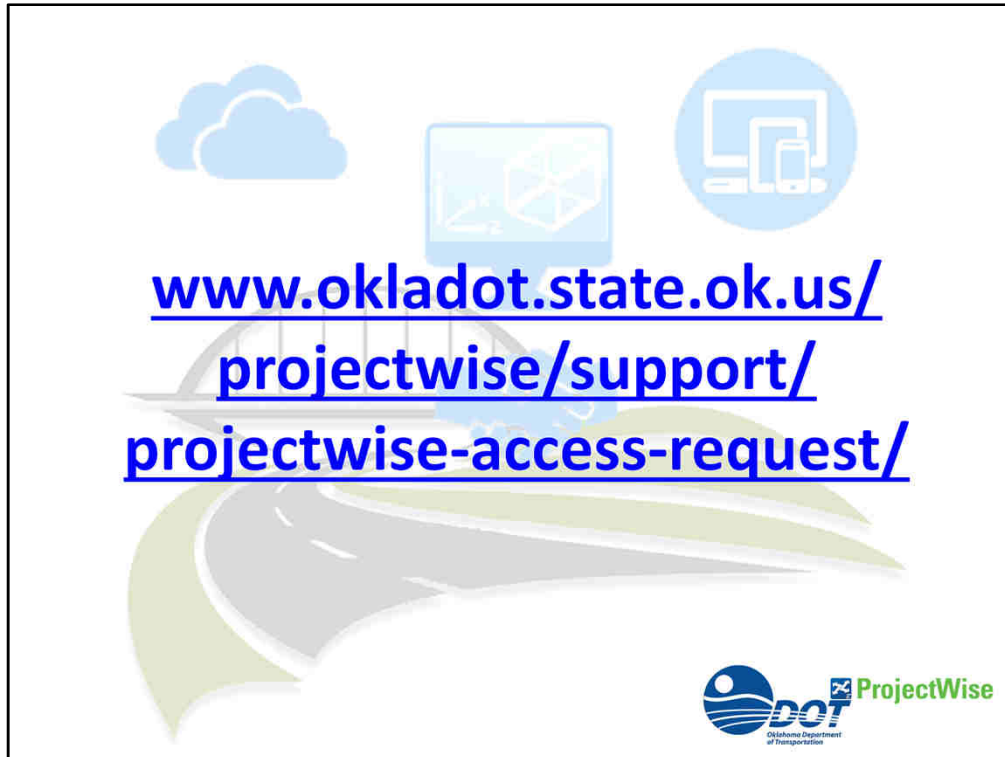 www.okladot.state.ok.us/
projectwise/support/
projectwise-access-request/
DOT
ProjectWise
Oklahoma Department
of Transportation